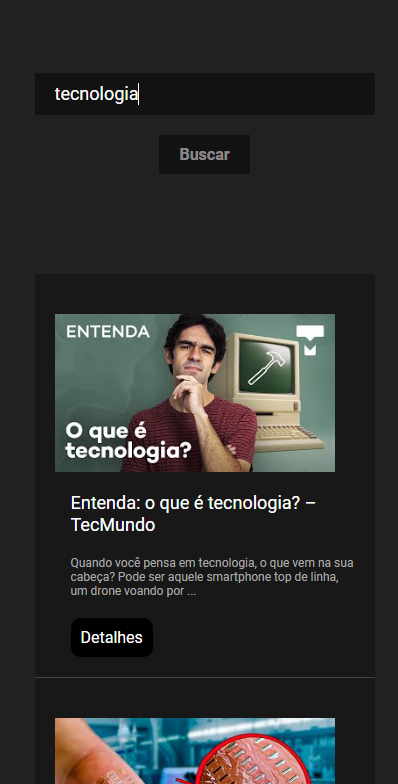 tecnologia
Buscar
ENTENDA
O que é
tecnologia?
Entenda: o que é tecnologia? –
TecMundo
Quando você pensa em tecnologia, o que vem na sua
cabeça? Pode ser aquele smartphone top de linha,
um drone voando por ...
Detalhes